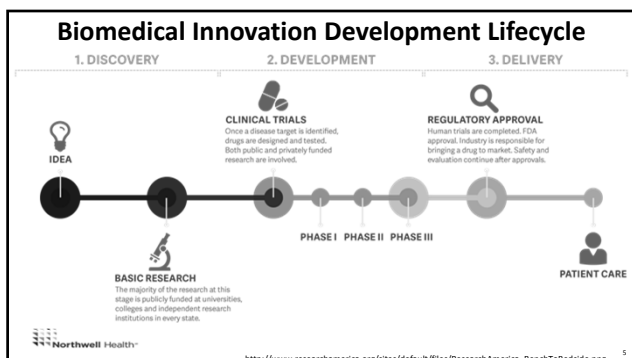 Biomedical Innovation Development Lifecycle
1. DISCOVERY
2. DEVELOPMENT
3. DELIVERY
IDEA
BASIC RESEARCH
The majority of the research at this
stage is publicly funded at universities,
colleges and independent research
institutions in every state.
CLINICAL TRIALS
Once a disease target is identified,
drugs are designed and tested.
Both public and privately funded
research are involved.
PHASE I
PHASE II
PHASE III
REGULATORY APPROVAL
Human trials are completed. FDA
approval. Industry is responsible for
bringing a drug to market. Safety and
evaluation continue after approvals.
PATIENT CARE
Northwell Health
5